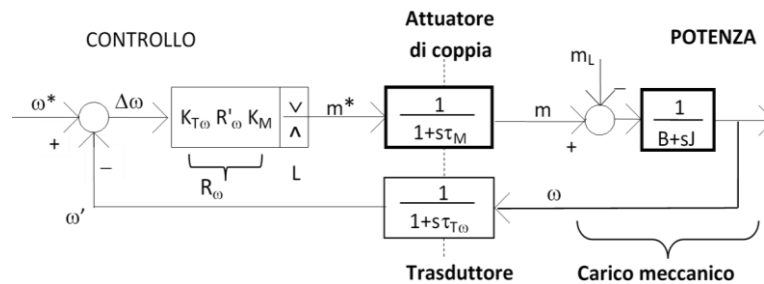 Attuatore
di coppia
CONTROLLO
POTENZA
ω*
Δω
+
−
K_Tω R'_ω K_M
R_ω
L
m*
1
1+sτ_M
m
m_L
−
+
1
B+sJ
ω'
1
1+sτ_Tω
ω
Trasduttore
Carico meccanico